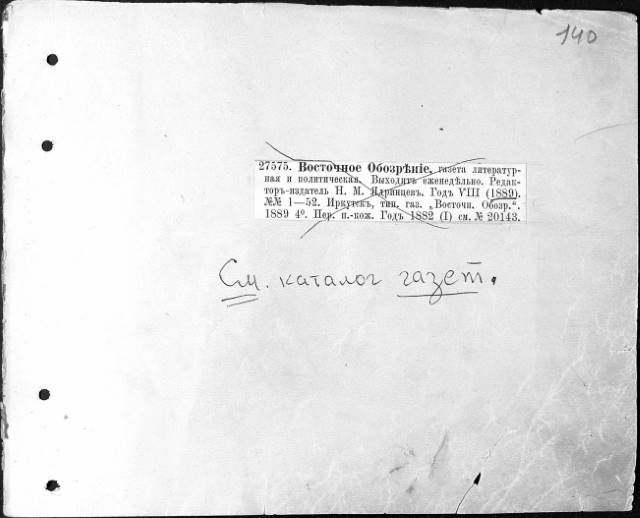 140
27575. Восточное Обозрѣніе, газета литератур-
ная и политическая. Выходитъ еженедѣльно. Редак-
торъ-издатель Н. М. Ядринцевъ. Годъ VIII (1889).
№№ 1—52. Иркутскъ, тип. газ. „Восточн. Обозр.“.
1889 4°. Пер. п.-кож. Годъ 1882 (I) см. № 20143.
См. каталог газет.